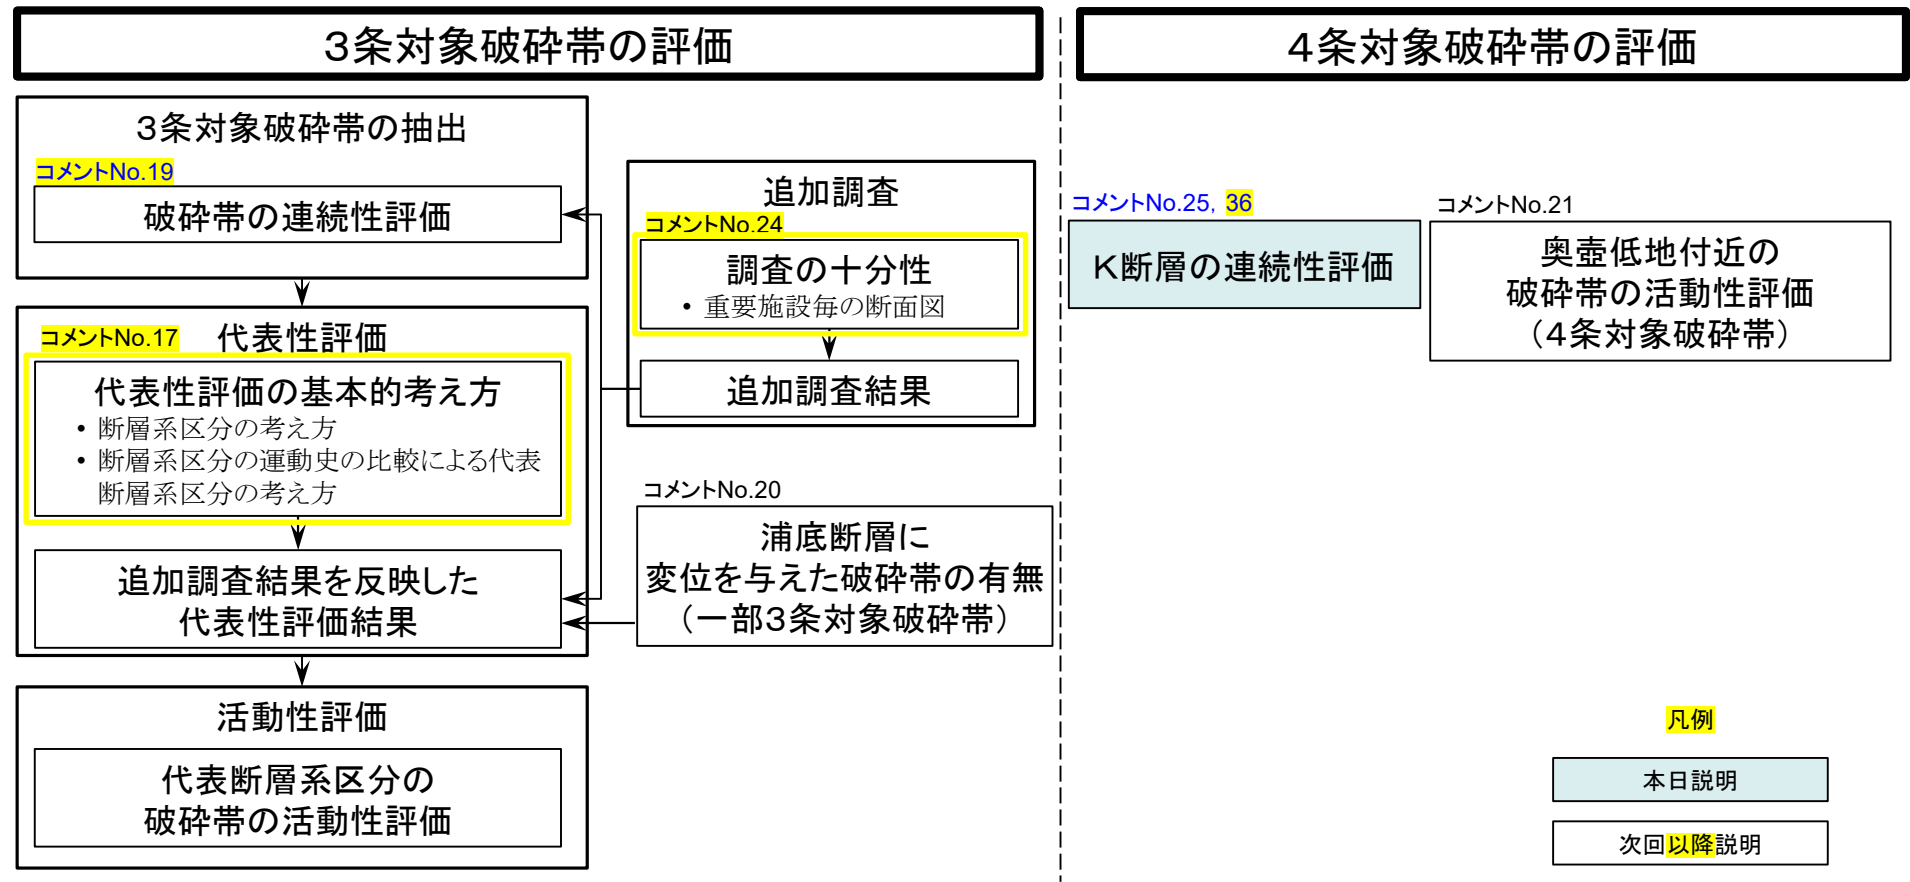 3条対象破砕帯の評価
3条対象破砕帯の抽出
コメントNo.19
破砕帯の連続性評価
代表性評価
コメントNo.17
代表性評価の基本的考え方
• 断層系区分の考え方
• 断層系区分の運動史の比較による代表
断層系区分の考え方
追加調査結果を反映した
代表性評価結果
活動性評価
代表断層系区分の
破砕帯の活動性評価
追加調査
コメントNo.24
調査の十分性
• 重要施設毎の断面図
追加調査結果
コメントNo.20
浦底断層に
変位を与えた破砕帯の有無
(一部3条対象破砕帯)
4条対象破砕帯の評価
コメントNo.25, 36
K断層の連続性評価
コメントNo.21
奥壺低地付近の
破砕帯の活動性評価
(4条対象破砕帯)
凡例
本日説明
次回以降説明